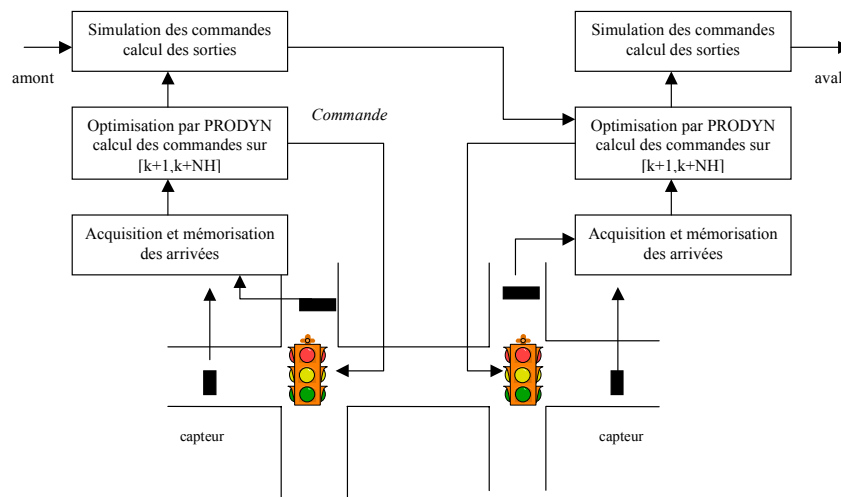 Simulation des commandes
calcul des sorties
Simulation des commandes
calcul des sorties
amont
aval
Optimisation par PRODYN
calcul des commandes sur
[k+1,k+NH]
Commande
Optimisation par PRODYN
calcul des commandes sur
[k+1,k+NH]
Acquisition et mémorisation
des arrivées
Acquisition et mémorisation
des arrivées
capteur
capteur